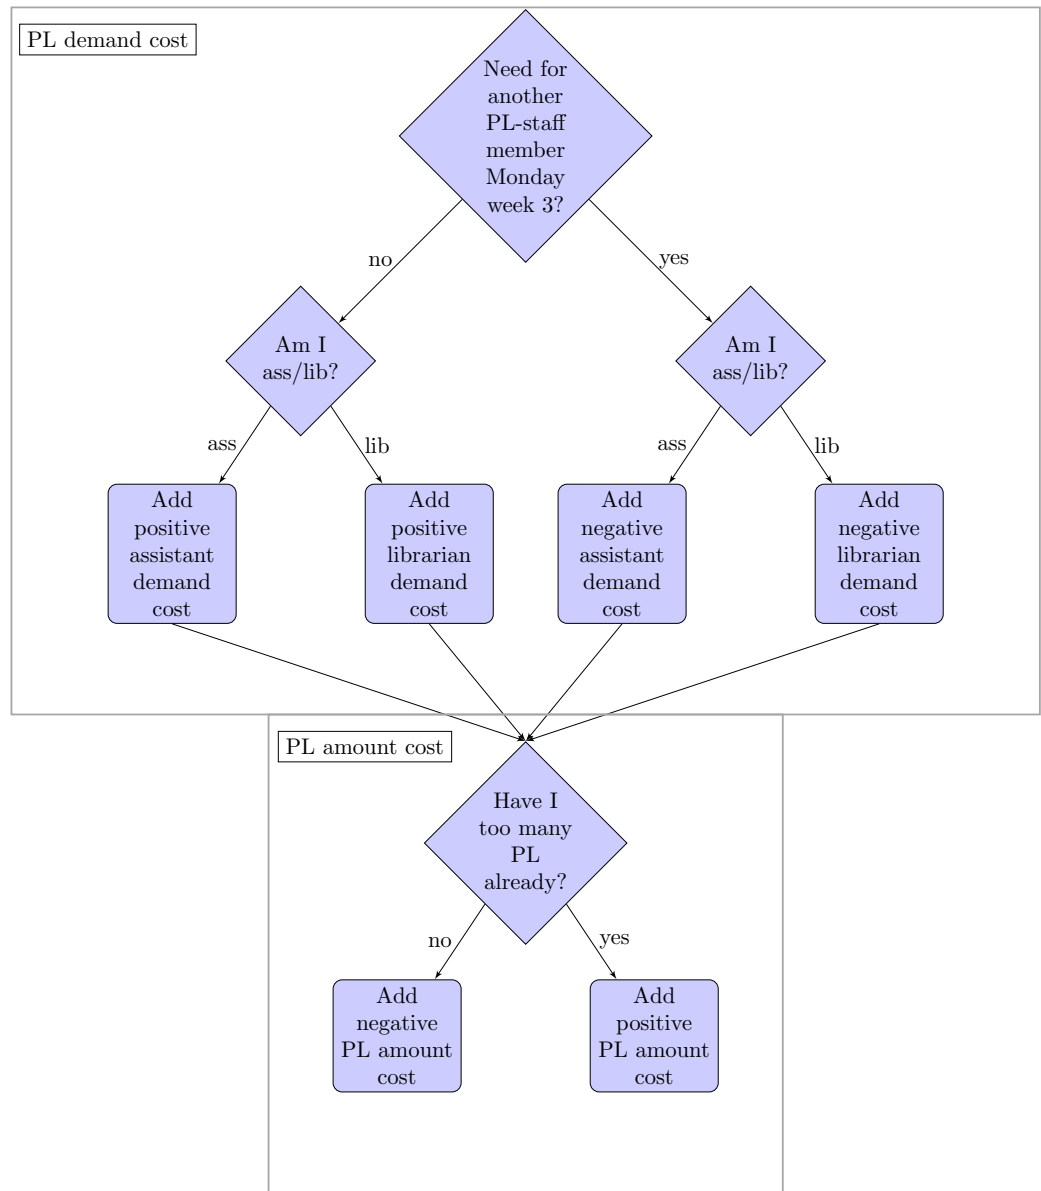 PL demand cost
Need for
another
PL-staff
member
Monday
week 3?
no
yes
Am I
ass/lib?
Am I
ass/lib?
ass
lib
ass
lib
Add
positive
assistant
demand
cost
Add
positive
librarian
demand
cost
Add
negative
assistant
demand
cost
Add
negative
librarian
demand
cost
PL amount cost
Have I
too many
PL
already?
no
yes
Add
negative
PL amount
cost
Add
positive
PL amount
cost